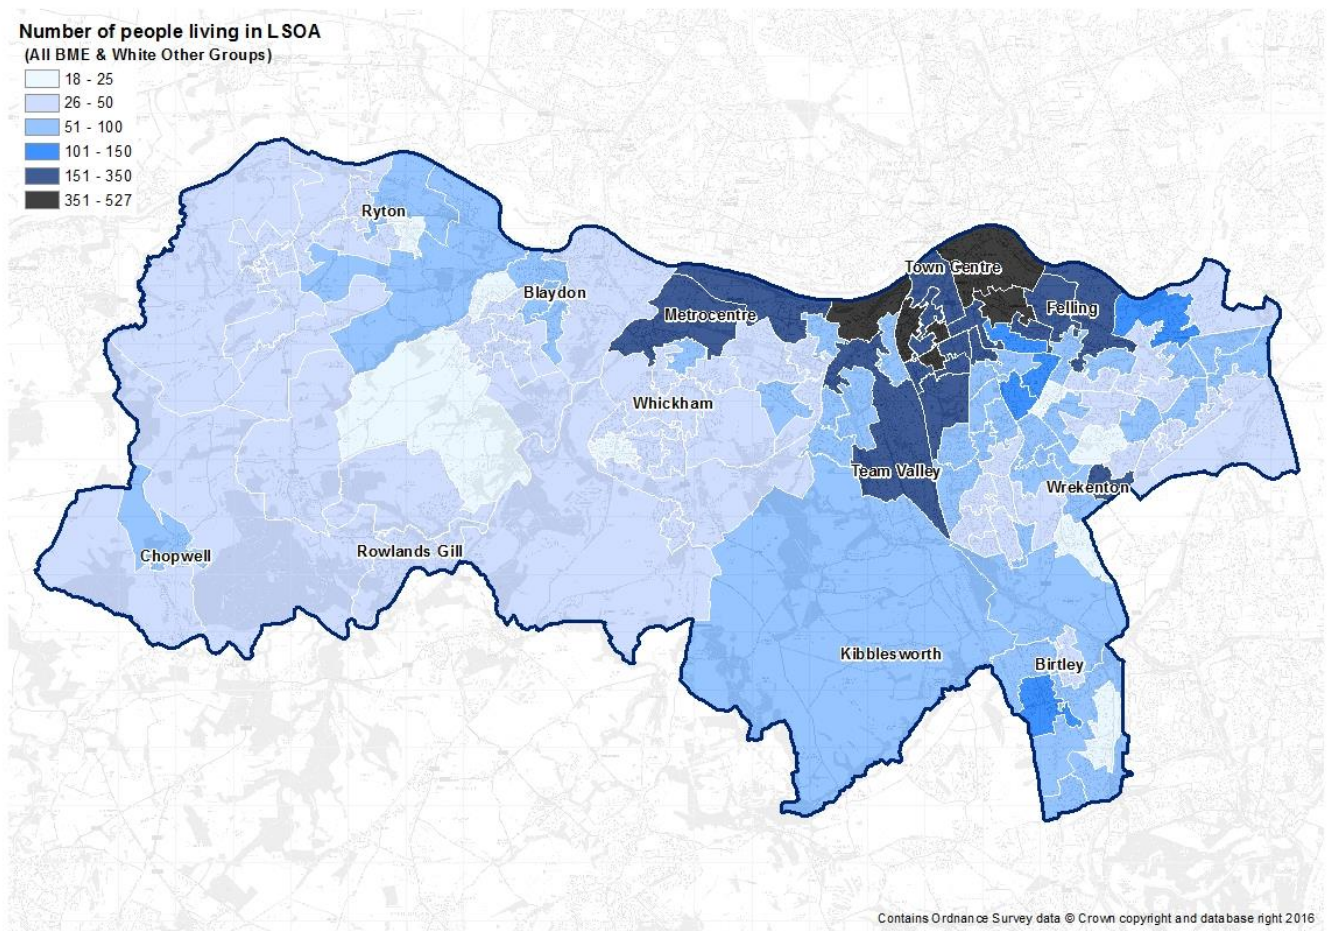 Number of people living in LSOA
(All BME & White Other Groups)
18 - 25
26 - 50
51 - 100
101 - 150
151 - 350
351 - 527
Ryton
Town Centre
Blaydon
Metrocentre
Felling
Whickham
Team Valley
Wrekenton
Chopwell
Rowlands Gill
Kibblesworth
Birtley
Contains Ordnance Survey data © Crown copyright and database right 2016